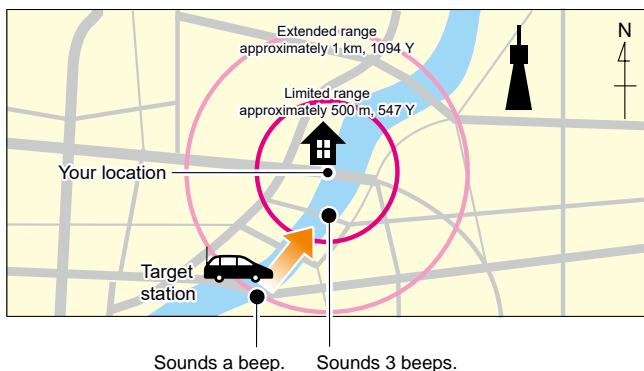 Extended range
approximately 1 km, 1094 Y
N
Limited range
approximately 500 m, 547 Y
Your location
Target
station
Sounds a beep.
Sounds 3 beeps.